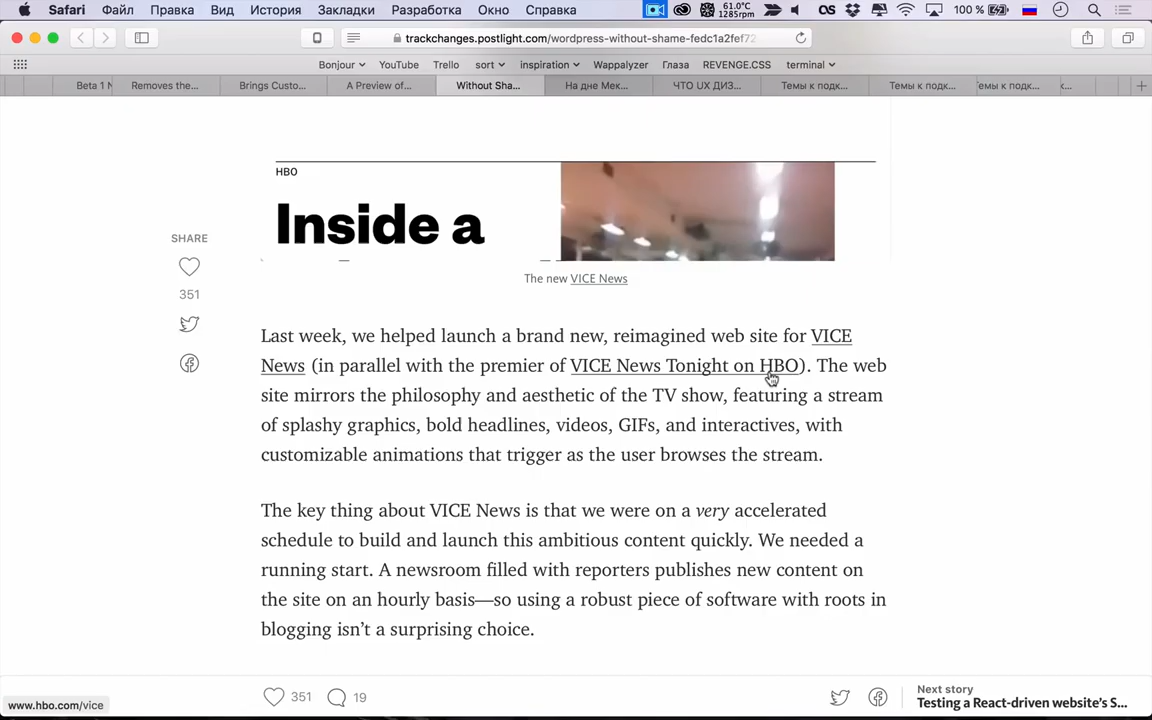 Safari Файл Правка Вид История Закладки Разработка Окно Справка 61.0°C 1285rpm 100 %
trackchanges.postlight.com/wordpress-without-shame-fedc1a2fef72
Bonjour YouTube Trello sort inspiration Wappalyzer Глаза REVENGE.CSS terminal
Beta 1 Removes the... Brings Custo... A Preview of... Without Sha... На дне Мек... ЧТО UX ДИЗ... Темы к подк... Темы к подк... Темы к подк...
HBO
Inside a
The new VICE News
SHARE
351
Last week, we helped launch a brand new, reimagined web site for VICE
News (in parallel with the premier of VICE News Tonight on HBO). The web
site mirrors the philosophy and aesthetic of the TV show, featuring a stream
of splashy graphics, bold headlines, videos, GIFs, and interactives, with
customizable animations that trigger as the user browses the stream.
The key thing about VICE News is that we were on a very accelerated
schedule to build and launch this ambitious content quickly. We needed a
running start. A newsroom filled with reporters publishes new content on
the site on an hourly basis—so using a robust piece of software with roots in
blogging isn't a surprising choice.
351 19
Next story
Testing a React-driven website's S...
www.hbo.com/vice